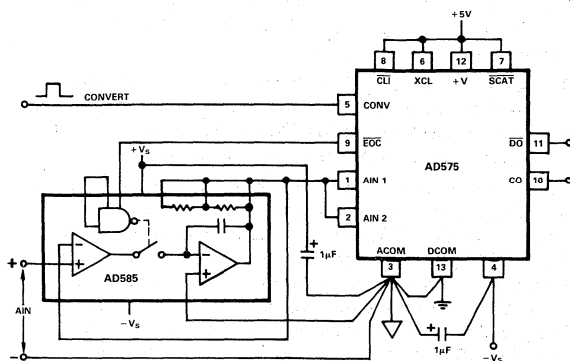 +5V
8 6 12 7
CLI XCL +V SCAT
CONVERT
5 CONV
9 EOC
DO 11
AD575
+VS
1 AIN 1
CO 10
2 AIN 2
+
1μF
ACOM DCOM
3 13 4
- +
AD585
- +
+
AIN
-
-VS
+
1μF
-VS